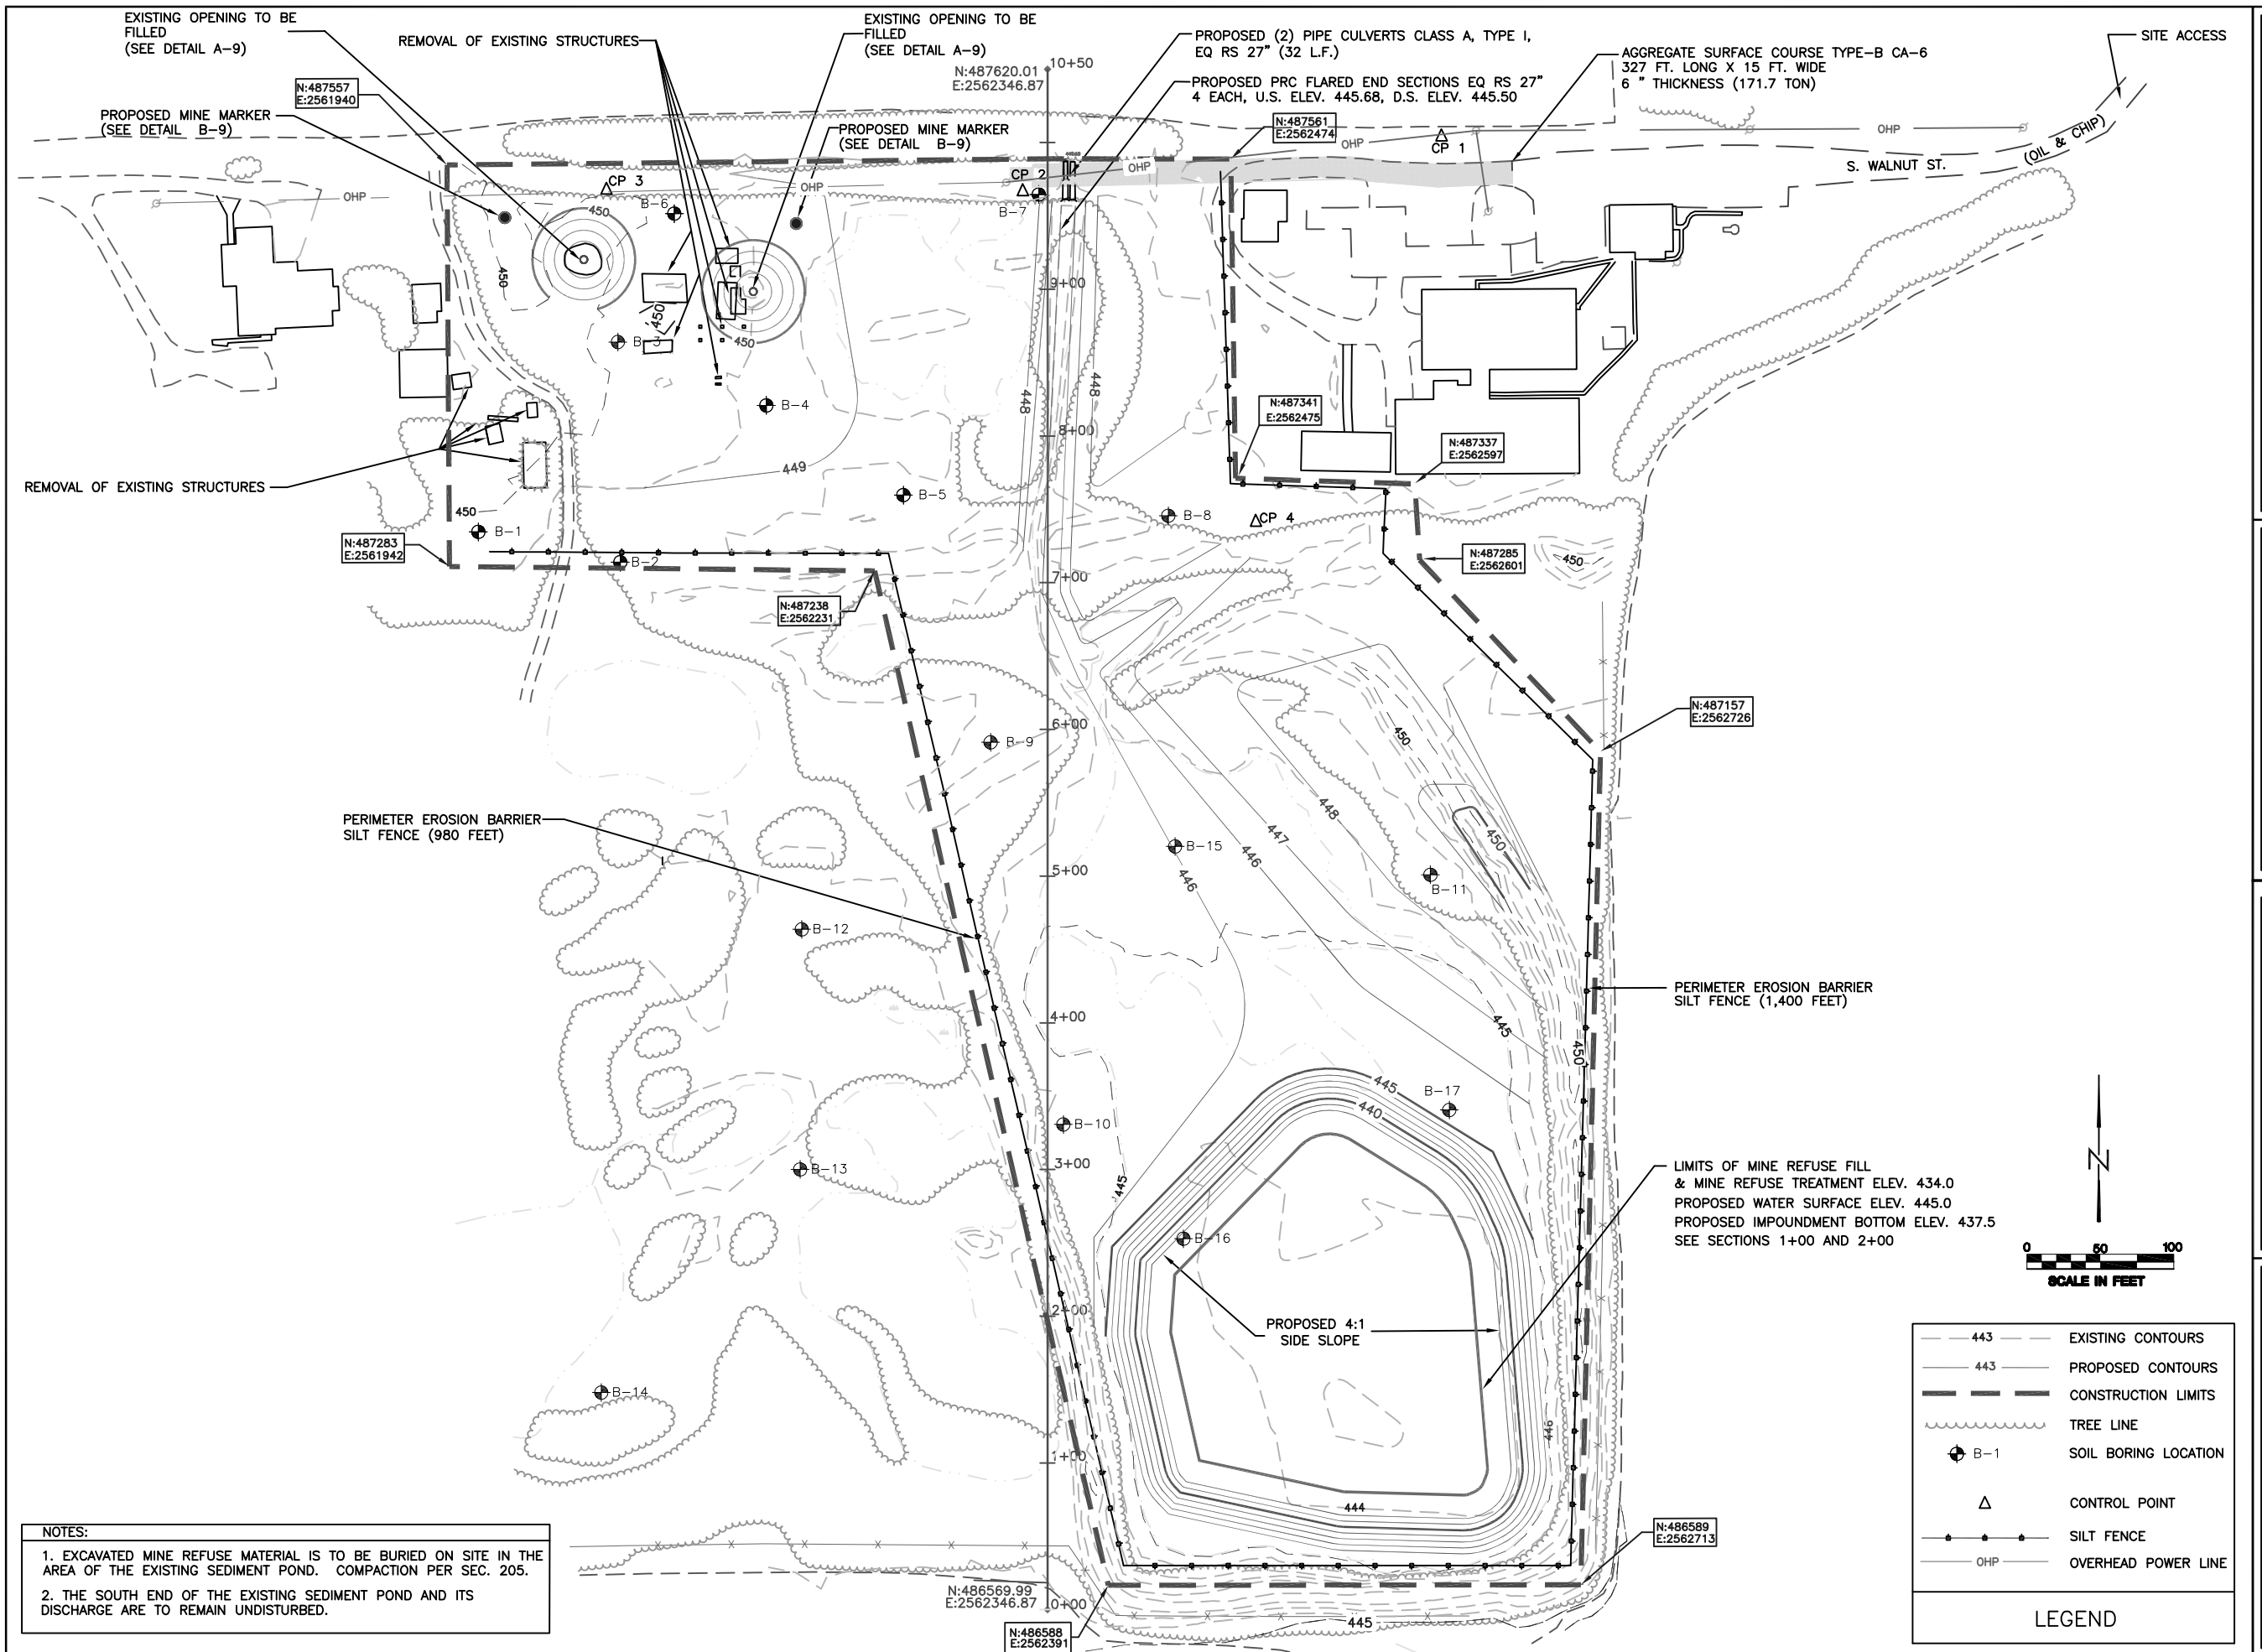 EXISTING OPENING TO BE
FILLED
(SEE DETAIL A-9)
REMOVAL OF EXISTING STRUCTURES
EXISTING OPENING TO BE
FILLED
(SEE DETAIL A-9)
PROPOSED (2) PIPE CULVERTS CLASS A, TYPE I,
EQ RS 27" (32 L.F.)
PROPOSED PRC FLARED END SECTIONS EQ RS 27"
4 EACH, U.S. ELEV. 445.68, D.S. ELEV. 445.50
AGGREGATE SURFACE COURSE TYPE-B CA-6
327 FT. LONG X 15 FT. WIDE
6 " THICKNESS (171.7 TON)
SITE ACCESS
N:487620.01
E:2562346.87
10+50
N:487557
E:2561940
PROPOSED MINE MARKER
(SEE DETAIL B-9)
PROPOSED MINE MARKER
(SEE DETAIL B-9)
N:487561
E:2562474
OHP
CP 1
OHP
S. WALNUT ST.
(OIL & CHIP)
OHP
CP 3
OHP
CP 2
OHP
B-6
B-7
450
450
450
450
B-3
B-4
9+00
448
448
8+00
449
N:487341
E:2562475
N:487337
E:2562597
REMOVAL OF EXISTING STRUCTURES
450
B-1
B-5
B-8
CP 4
N:487283
E:2561942
B-2
N:487285
E:2562601
450
7+00
N:487238
E:2562231
N:487157
E:2562726
6+00
B-9
450
PERIMETER EROSION BARRIER
SILT FENCE (980 FEET)
448
447
446
446
450
B-15
B-11
5+00
B-12
PERIMETER EROSION BARRIER
SILT FENCE (1,400 FEET)
4+00
445
450
445
440
B-17
B-10
B-13
3+00
445
LIMITS OF MINE REFUSE FILL
& MINE REFUSE TREATMENT ELEV. 434.0
PROPOSED WATER SURFACE ELEV. 445.0
PROPOSED IMPOUNDMENT BOTTOM ELEV. 437.5
SEE SECTIONS 1+00 AND 2+00
N
0 50 100
SCALE IN FEET
B-16
2+00
PROPOSED 4:1
SIDE SLOPE
B-14
446
1+00
444
N:486589
E:2562713
N:486569.99
E:2562346.87
0+00
445
N:486588
E:2562391
NOTES:
1. EXCAVATED MINE REFUSE MATERIAL IS TO BE BURIED ON SITE IN THE
AREA OF THE EXISTING SEDIMENT POND. COMPACTION PER SEC. 205.
2. THE SOUTH END OF THE EXISTING SEDIMENT POND AND ITS
DISCHARGE ARE TO REMAIN UNDISTURBED.
443 EXISTING CONTOURS
443 PROPOSED CONTOURS
CONSTRUCTION LIMITS
TREE LINE
B-1 SOIL BORING LOCATION
CONTROL POINT
SILT FENCE
OHP OVERHEAD POWER LINE
LEGEND